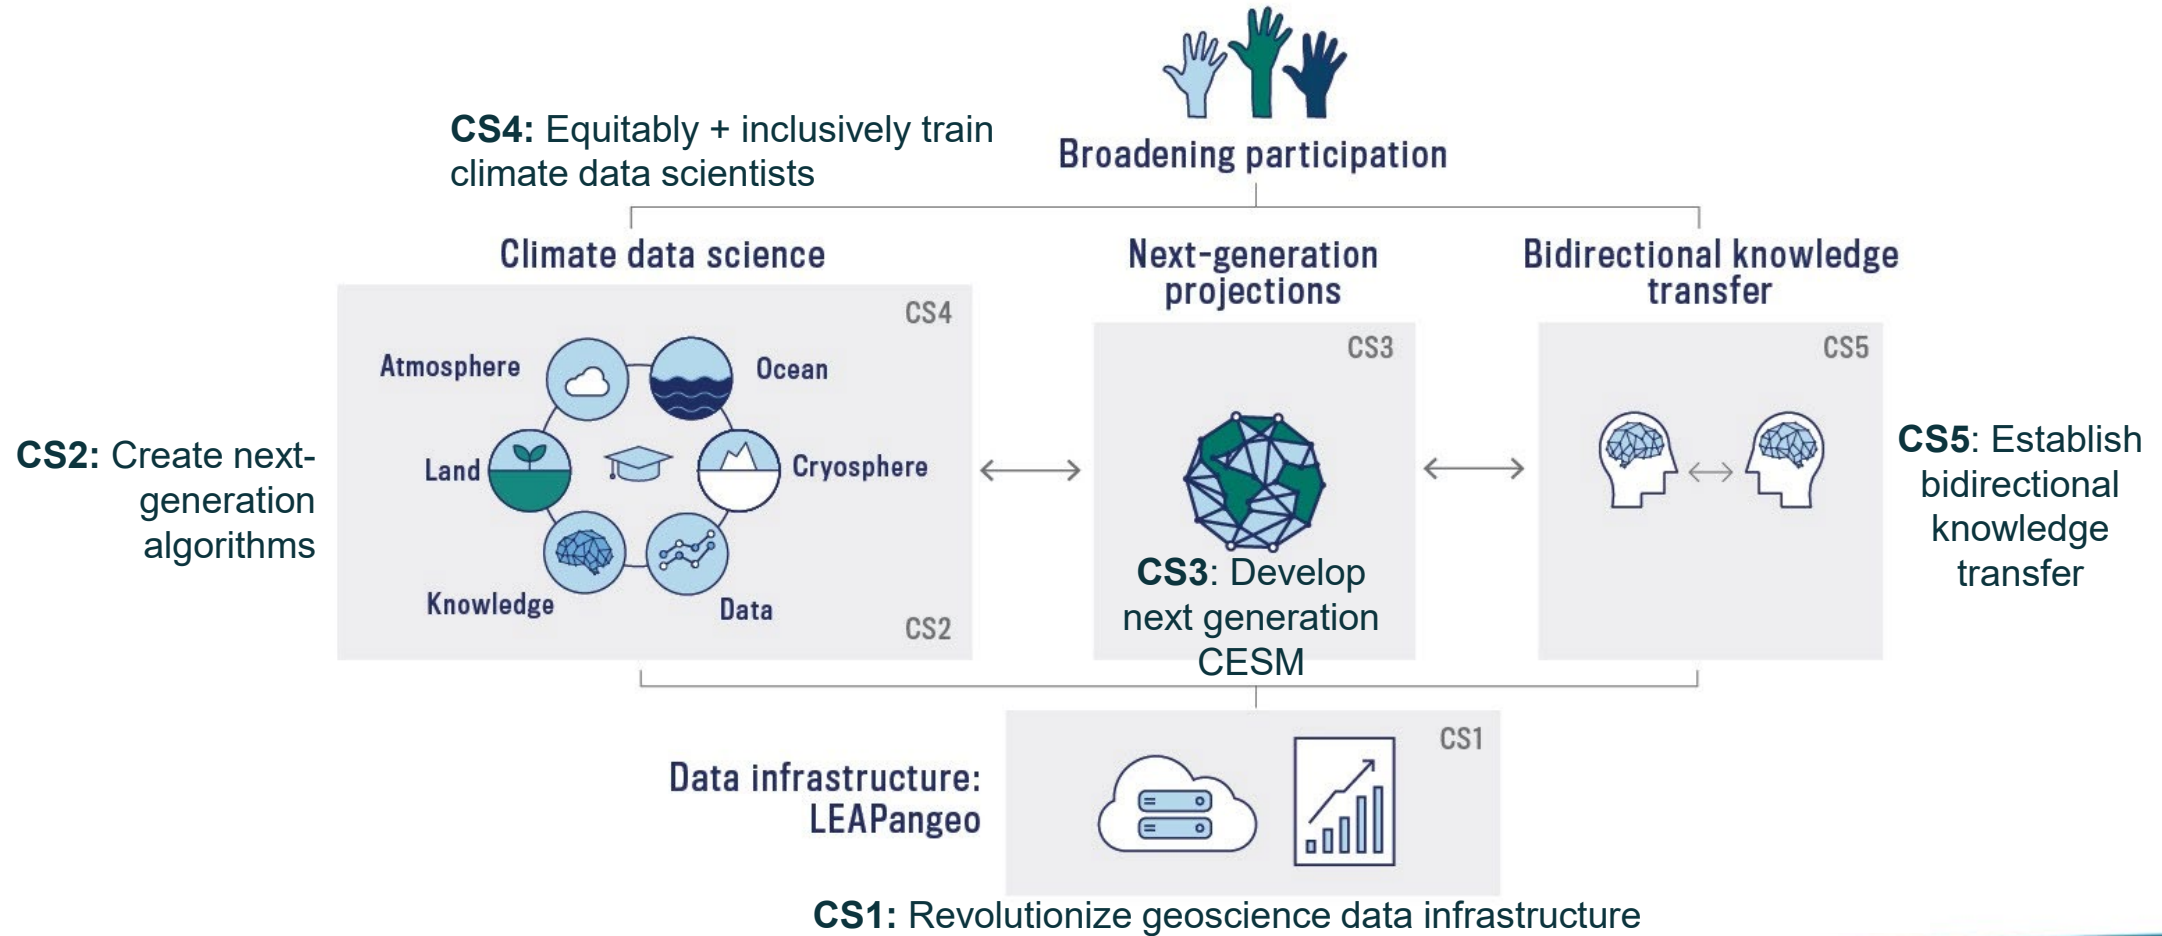 Broadening participation
CS4: Equitably + inclusively train
climate data scientists
Climate data science
CS4
Atmosphere
Ocean
Land
Cryosphere
Knowledge
Data
CS2
CS2: Create next-
generation
algorithms
Next-generation
projections
CS3
CS3: Develop
next generation
CESM
Bidirectional knowledge
transfer
CS5
CS5: Establish
bidirectional
knowledge
transfer
Data infrastructure:
LEAPangeo
CS1
CS1: Revolutionize geoscience data infrastructure